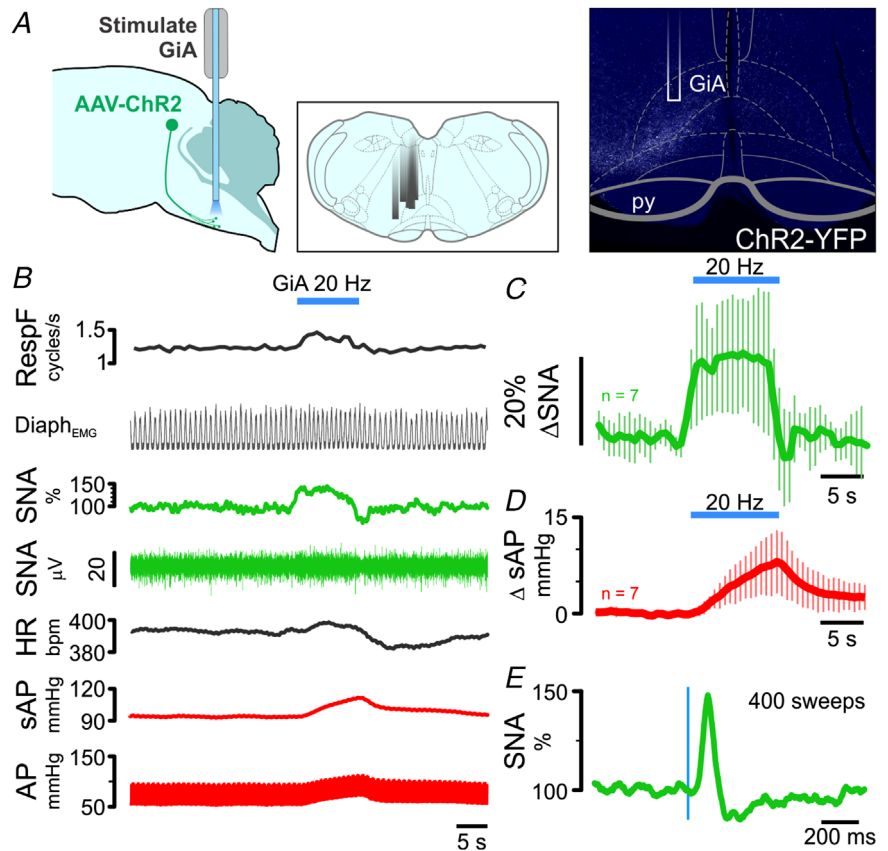 A
Stimulate
GiA
AAV-ChR2
GiA
py
ChR2-YFP
B
GiA 20 Hz
RespF
cycles/s
1.5
1
DiaphEMG
SNA
%
150
100
SNA
µV
20
HR
bpm
400
380
sAP
mmHg
120
90
AP
mmHg
150
50
5 s
C
20 Hz
20%
ΔSNA
n = 7
5 s
D
20 Hz
Δ sAP
mmHg
15
0
n = 7
5 s
E
SNA
%
150
100
400 sweeps
200 ms